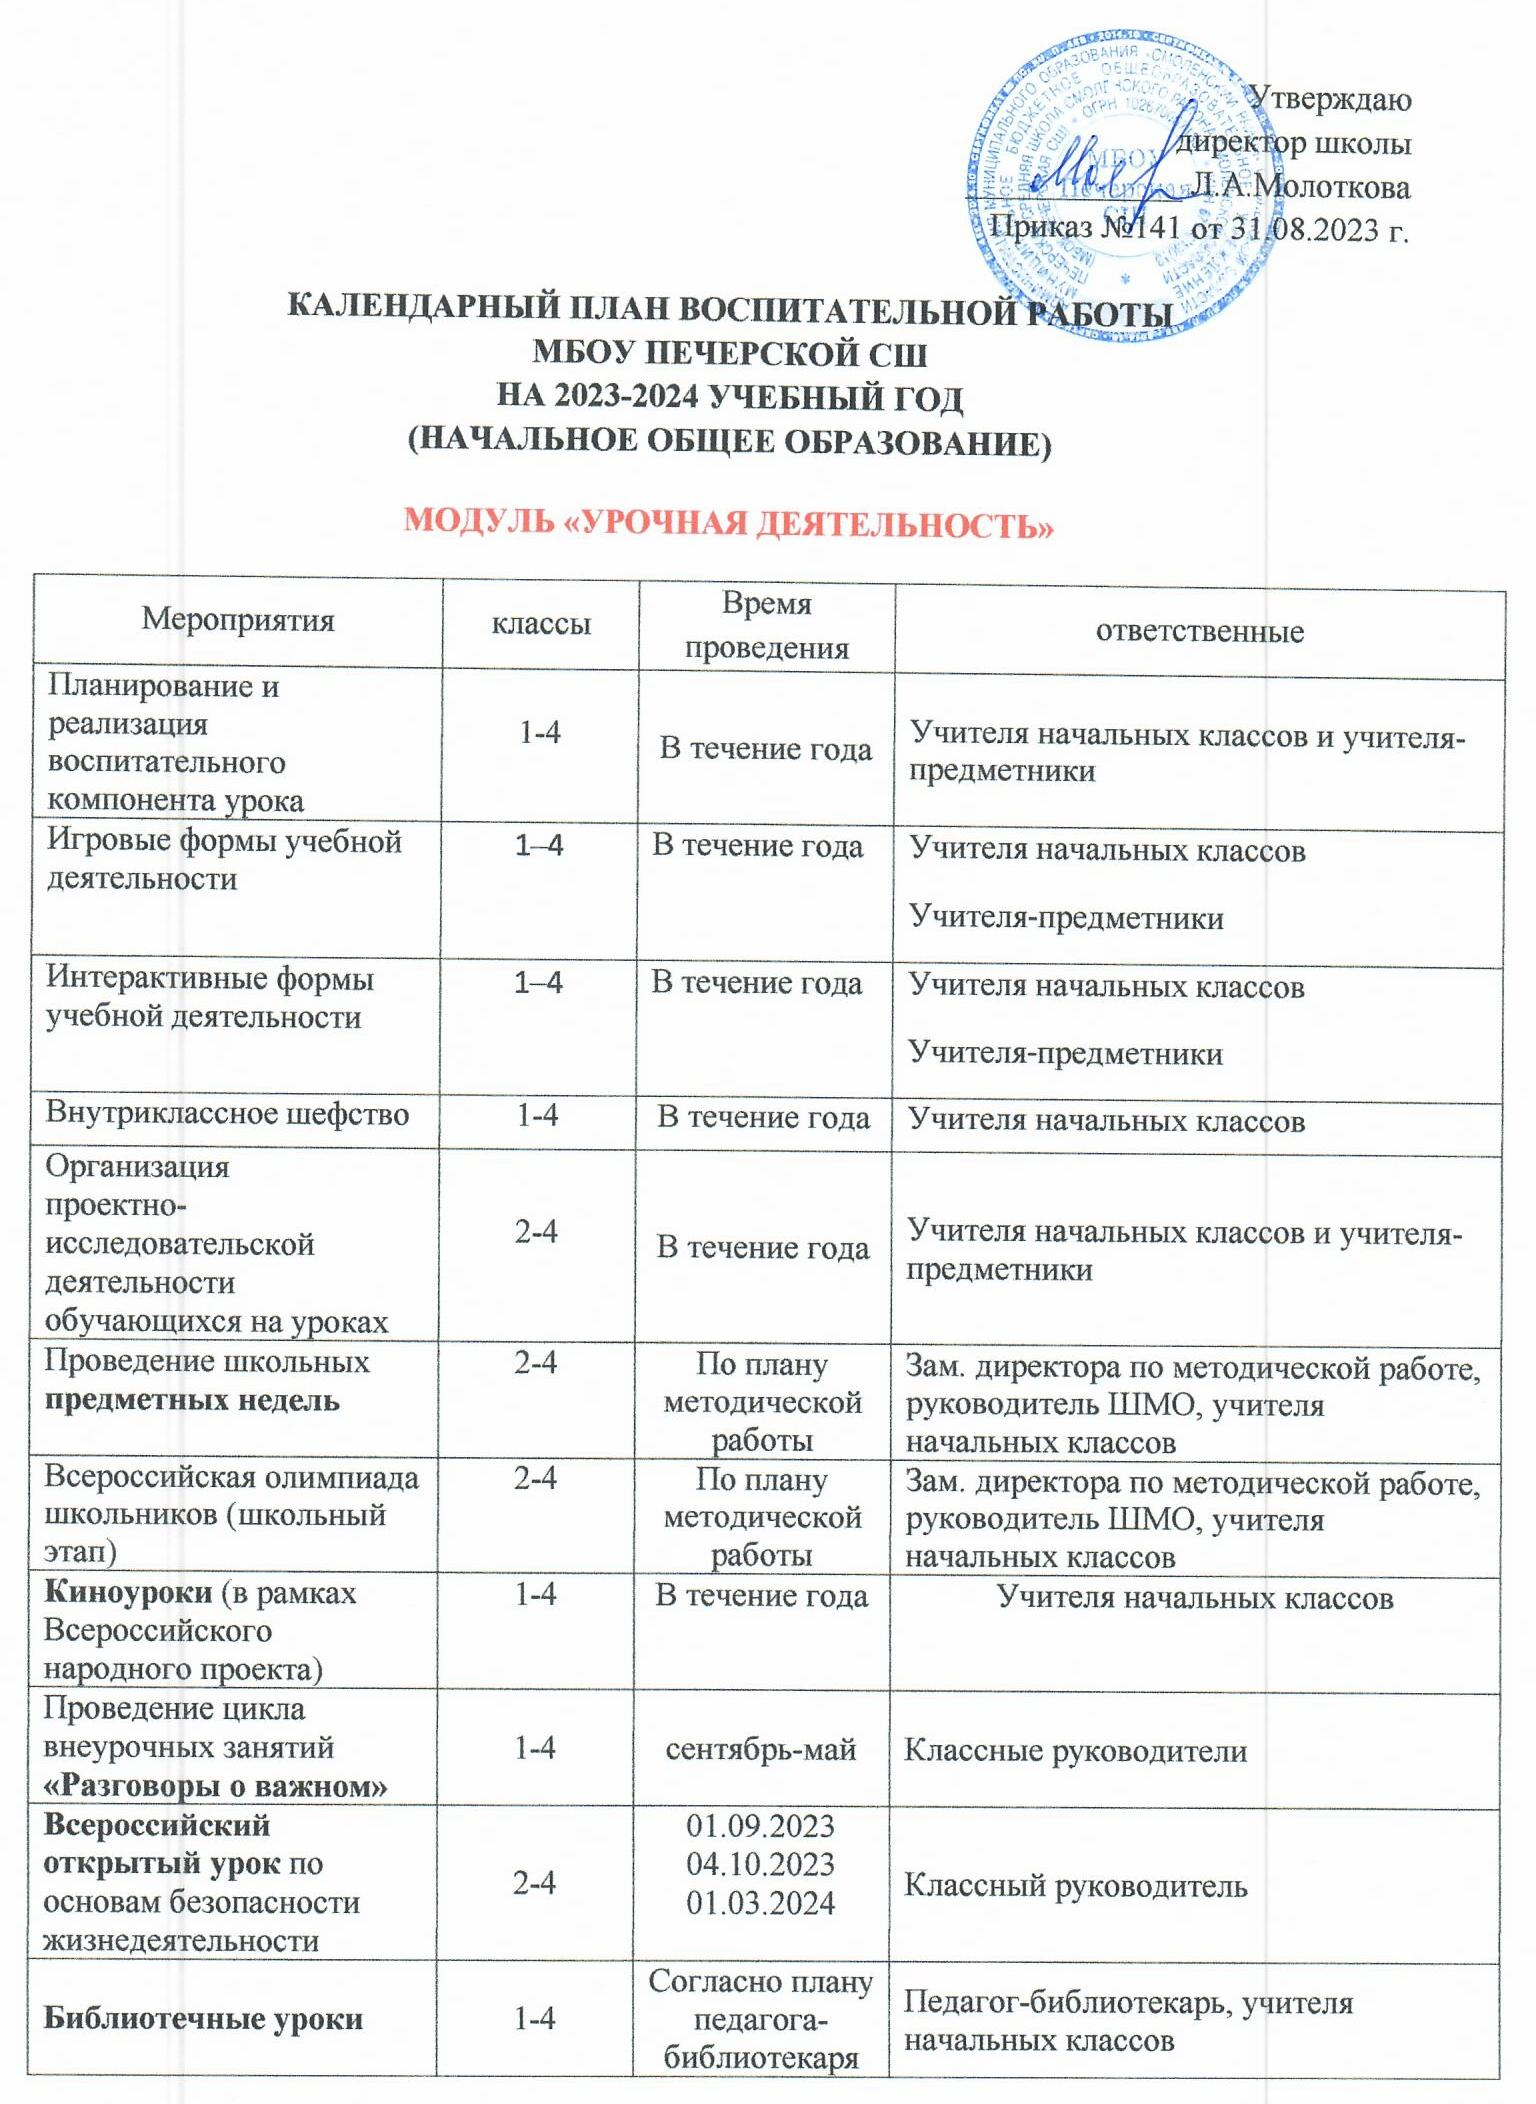 Утверждаю
директор школы
Л.А.Молоткова
Приказ №141 от 31.08.2023 г.
МБОУ
Печерская
СШ
КАЛЕНДАРНЫЙ ПЛАН ВОСПИТАТЕЛЬНОЙ РАБОТЫ
МБОУ ПЕЧЕРСКОЙ СШ
НА 2023-2024 УЧЕБНЫЙ ГОД
(НАЧАЛЬНОЕ ОБЩЕЕ ОБРАЗОВАНИЕ)
МОДУЛЬ «УРОЧНАЯ ДЕЯТЕЛЬНОСТЬ»
Мероприятия
классы
Время
проведения
ответственные
Планирование и
реализация
воспитательного
компонента урока
1-4
В течение года
Учителя начальных классов и учителя-
предметники
Игровые формы учебной
деятельности
1–4
В течение года
Учителя начальных классов
Учителя-предметники
Интерактивные формы
учебной деятельности
1–4
В течение года
Учителя начальных классов
Учителя-предметники
Внутриклассное шефство
1-4
В течение года
Учителя начальных классов
Организация
проектно-
исследовательской
деятельности
обучающихся на уроках
2-4
В течение года
Учителя начальных классов и учителя-
предметники
Проведение школьных
предметных недель
2-4
По плану
методической
работы
Зам. директора по методической работе,
руководитель ШМО, учителя
начальных классов
Всероссийская олимпиада
школьников (школьный
этап)
2-4
По плану
методической
работы
Зам. директора по методической работе,
руководитель ШМО, учителя
начальных классов
Киноуроки (в рамках
Всероссийского
народного проекта)
1-4
В течение года
Учителя начальных классов
Проведение цикла
внеурочных занятий
«Разговоры о важном»
1-4
сентябрь-май
Классные руководители
Всероссийский
открытый урок по
основам безопасности
жизнедеятельности
2-4
01.09.2023
04.10.2023
01.03.2024
Классный руководитель
Библиотечные уроки
1-4
Согласно плану
педагога-
библиотекаря
Педагог-библиотекарь, учителя
начальных классов